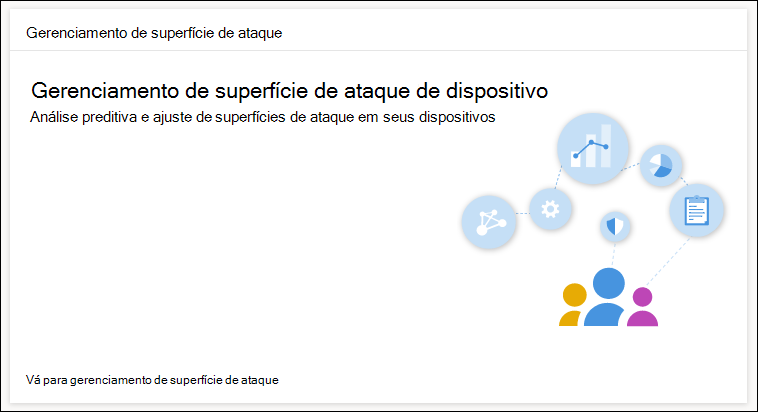 Gerenciamento de superfície de ataque
Gerenciamento de superfície de ataque de dispositivo
Análise preditiva e ajuste de superfícies de ataque em seus dispositivos
Vá para gerenciamento de superfície de ataque